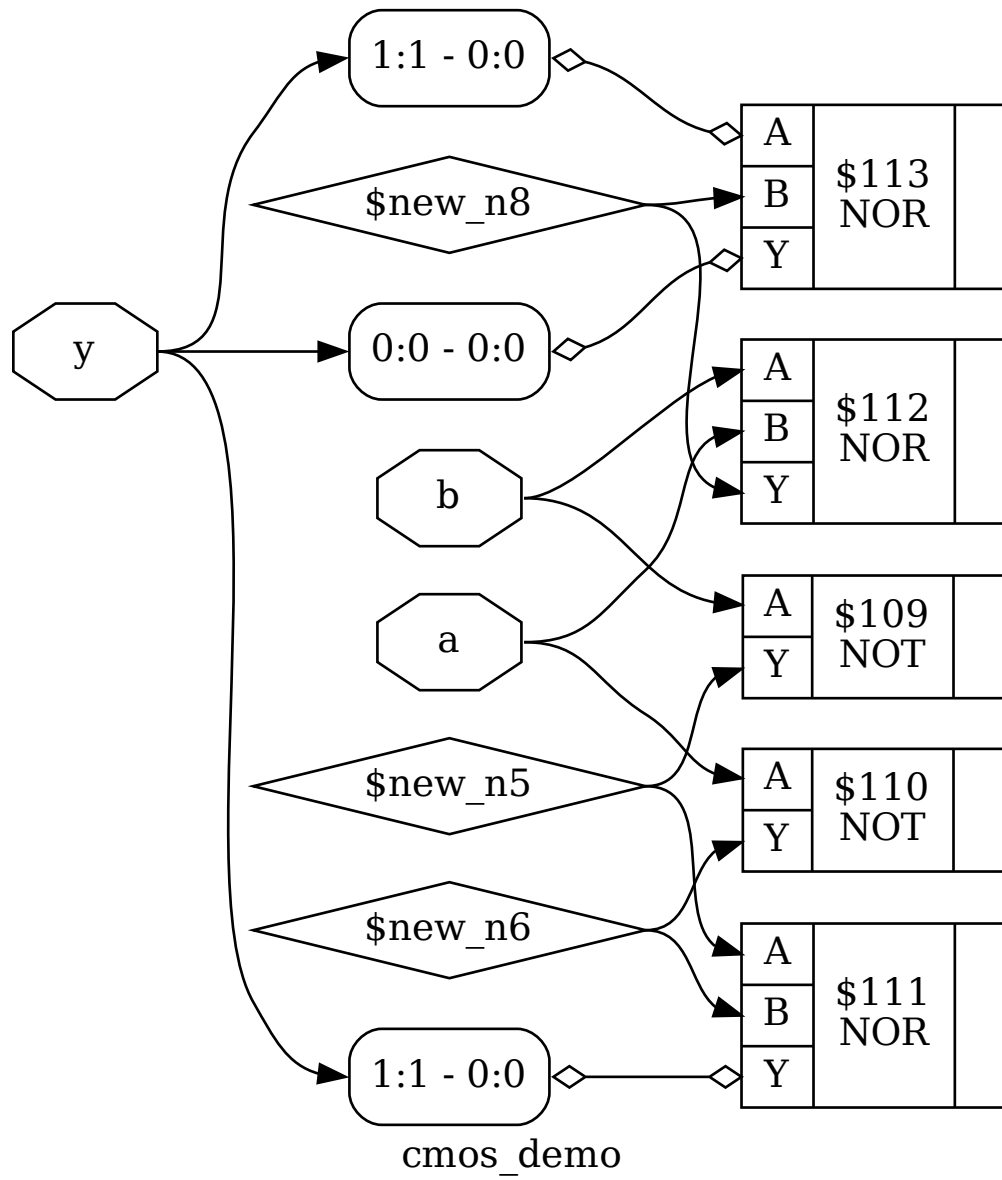 1:1 - 0:0
A
$113
NOR
B
Y
$new_n8
y
0:0 - 0:0
A
$112
NOR
B
Y
b
a
A
$109
NOT
Y
$new_n5
A
$110
NOT
Y
$new_n6
A
$111
NOR
B
Y
1:1 - 0:0
cmos_demo